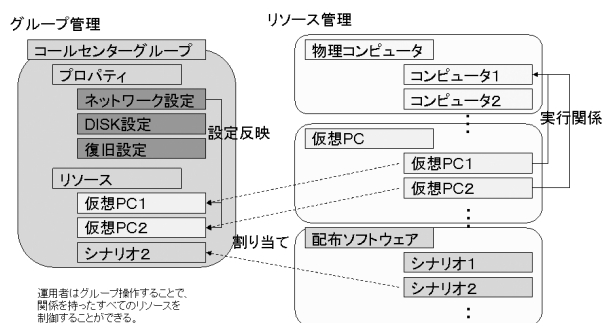 グループ管理
コールセンターグループ
プロパティ
ネットワーク設定
DISK設定
復旧設定
設定反映
リソース
仮想PC1
仮想PC2
シナリオ2
割り当て
運用者はグループ操作することで、
関係を持ったすべてのリソースを
制御することができる。
リソース管理
物理コンピュータ
コンピュータ1
コンピュータ2
⋮
実行関係
仮想PC
仮想PC1
仮想PC2
⋮
配布ソフトウェア
シナリオ1
シナリオ2
⋮